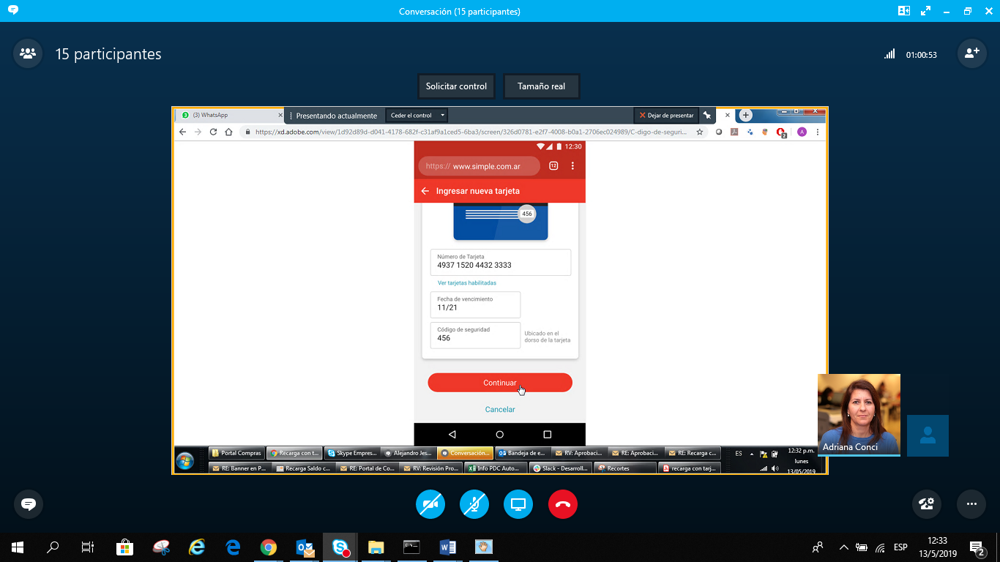 Conversación (15 participantes)
15 participantes
01:00:53
Solicitar control
Tamaño real
(3) WhatsApp
Presentando actualmente
Ceder el control
Dejar de presentar
https://xd.adobe.com/view/1d92d89d-d041-4178-682f-c31af9a1ced5-6ba3/screen/326d0781-e2f7-4008-b0a1-2706ec024989/C-digo-de-seguri...
2
A
12:30
https:// www.simple.com.ar
12
Ingresar nueva tarjeta
456
Número de Tarjeta
4937 1520 4432 3333
Ver tarjetas habilitadas
Fecha de vencimiento
11/21
Código de seguridad
456
Ubicado en el
dorso de la tarjeta
Continuar
Cancelar
Adriana Conci
Portal Compras
Recarga con t...
Skype Empres...
Alejandro Jes...
Conversación...
Bandeja de e...
RV: Aprobaci...
RE: Aprobaci...
RE: Recarga c...
ES
12:32 p.m.
RE: Banner en P...
Recarga Saldo c...
RE: Portal de Co...
RV: Revisión Pro...
Info PDC Auto...
Slack - Desarroll...
Recortes
recarga con tarj...
lunes
13/05/2019
ESP
12:33
13/5/2019
2